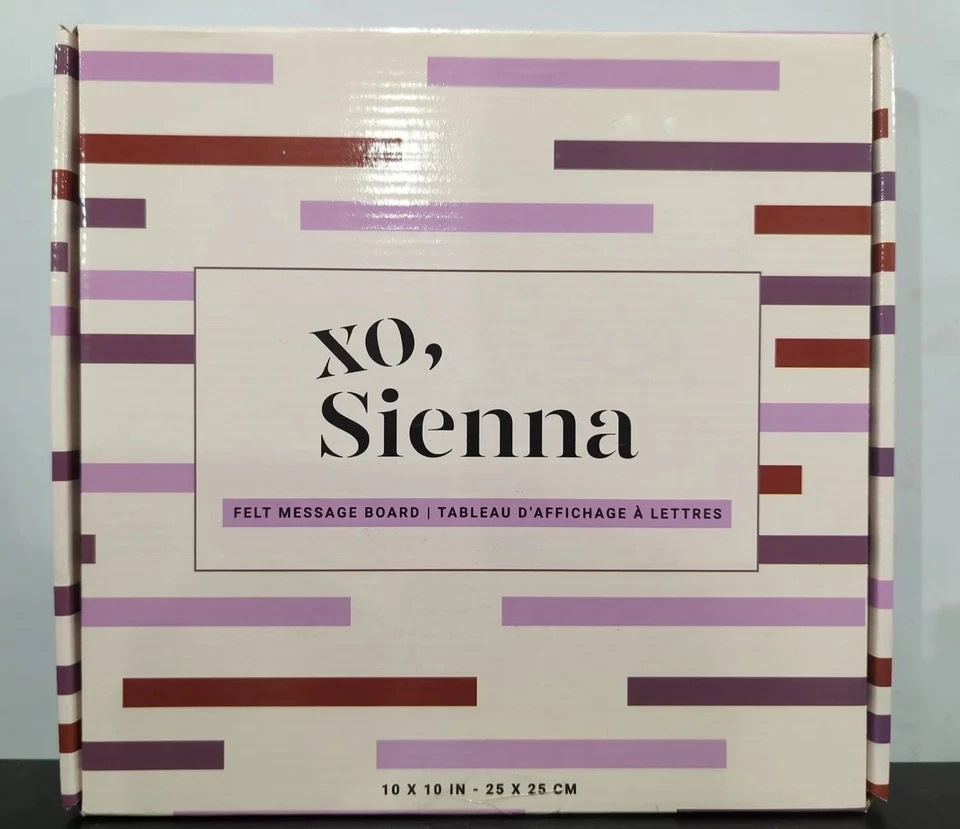 xo,
Sienna
FELT MESSAGE BOARD | TABLEAU D'AFFICHAGE À LETTRES
10 X 10 IN - 25 X 25 CM